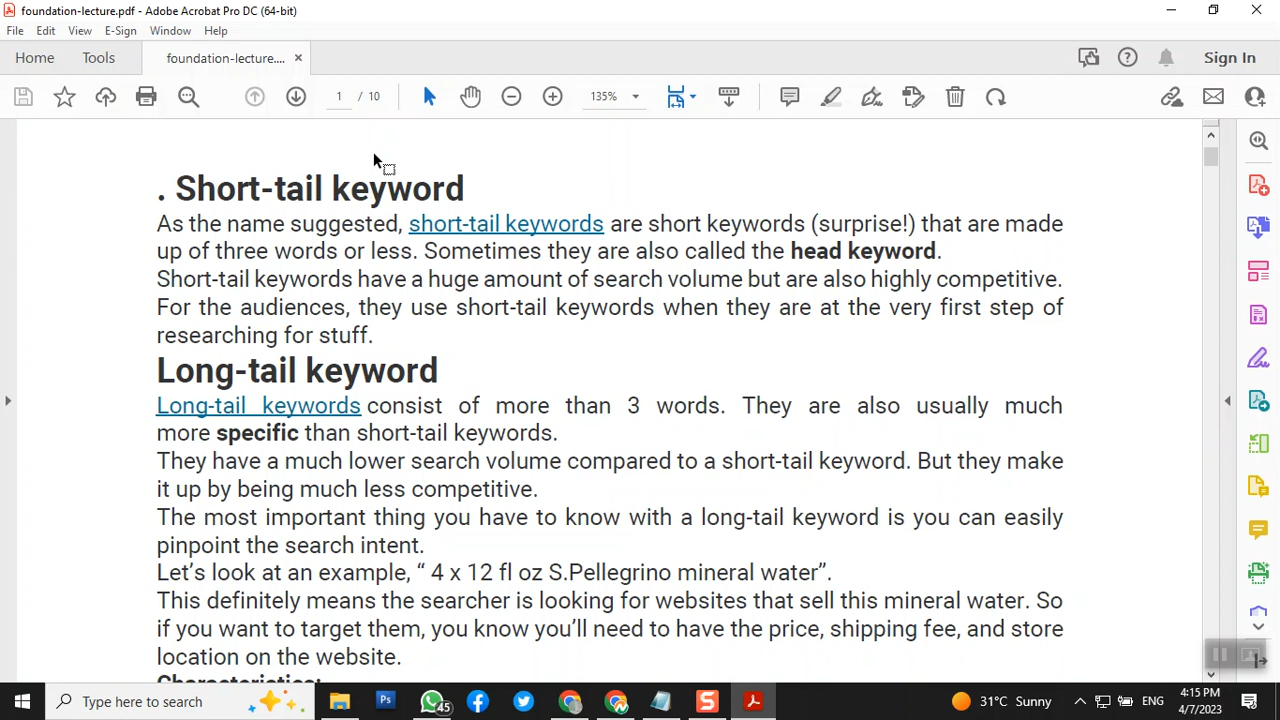 foundation-lecture.pdf - Adobe Acrobat Pro DC (64-bit)
File Edit View E-Sign Window Help
Home Tools foundation-lecture.... × Sign In
1 / 10 135%
. Short-tail keyword
As the name suggested, short-tail keywords are short keywords (surprise!) that are made
up of three words or less. Sometimes they are also called the head keyword.
Short-tail keywords have a huge amount of search volume but are also highly competitive.
For the audiences, they use short-tail keywords when they are at the very first step of
researching for stuff.
Long-tail keyword
Long-tail keywords consist of more than 3 words. They are also usually much
more specific than short-tail keywords.
They have a much lower search volume compared to a short-tail keyword. But they make
it up by being much less competitive.
The most important thing you have to know with a long-tail keyword is you can easily
pinpoint the search intent.
Let's look at an example, “ 4 x 12 fl oz S.Pellegrino mineral water”.
This definitely means the searcher is looking for websites that sell this mineral water. So
if you want to target them, you know you'll need to have the price, shipping fee, and store
location on the website.
Characteristics:
Type here to search Ps 45 31°C Sunny ENG 4:15 PM
4/7/2023